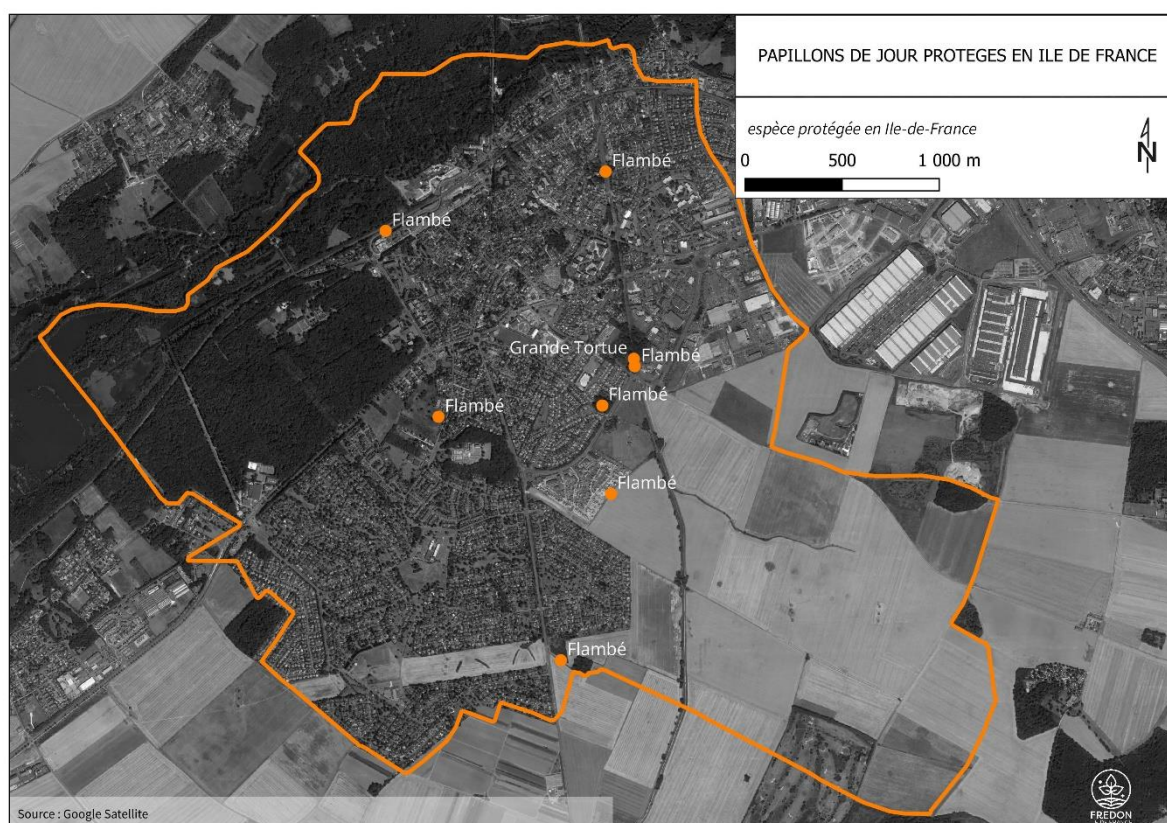 PAPILLONS DE JOUR PROTEGES EN ILE DE FRANCE
espèce protégée en Ile-de-France
N
0 500 1 000 m
Flambé
Flambé
Grande Tortue
Flambé
Flambé
Flambé
Flambé
Flambé
Source : Google Satellite
FREDON